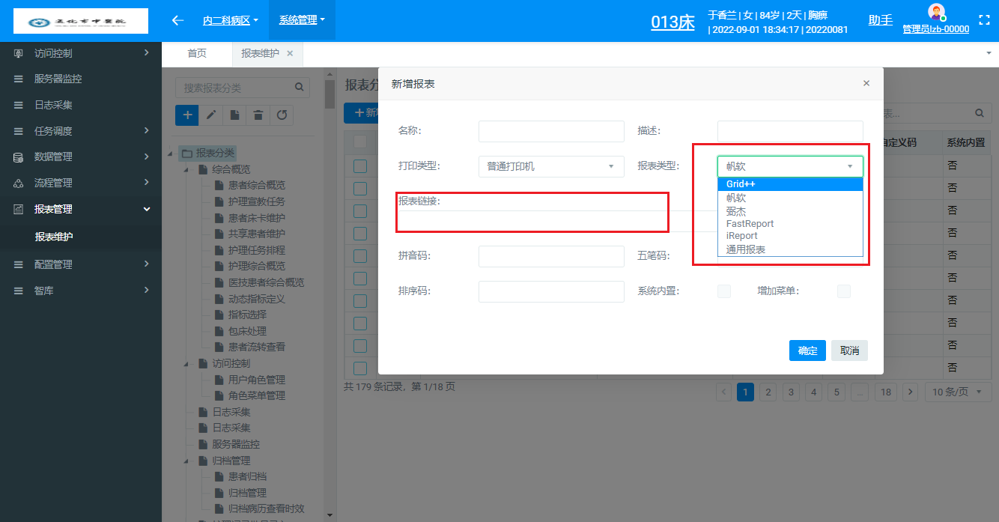 遵化市中医院
内二科病区
系统管理
013床
于香兰 | 女 | 84岁 | 2天 | 胸痹
| 2022-09-01 18:34:17 | 20220081
助手
管理员lzb-00000
访问控制
服务器监控
日志采集
任务调度
数据管理
流程管理
报表管理
报表维护
配置管理
智库
首页
报表维护
搜索报表分类
报表分类
综合概览
患者综合概览
护理宣教任务
患者床卡维护
共享患者维护
护理任务排程
护理综合概览
医技患者综合概览
动态指标定义
指标选择
包床处理
患者流转查看
访问控制
用户角色管理
角色菜单管理
日志采集
日志采集
服务器监控
归档管理
患者归档
归档管理
归档病历查看时效
报表分
新增
表...
自定义码
系统内置
否
否
否
否
否
否
否
否
否
否
共 179 条记录，第 1/18 页
1
2
3
4
5
...
18
10 条/页
新增报表
名称:
描述:
打印类型:
普通打印机
报表类型:
帆软
Grid++
帆软
弼杰
FastReport
iReport
通用报表
报表链接:
拼音码:
五笔码:
排序码:
系统内置:
增加菜单:
确定
取消